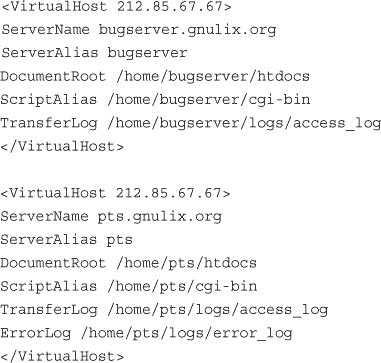 <VirtualHost 212.85.67.67>
ServerName bugserver.gnulix.org
ServerAlias bugserver
DocumentRoot /home/bugserver/htdocs
ScriptAlias /home/bugserver/cgi-bin
TransferLog /home/bugserver/logs/access_log
</VirtualHost>
<VirtualHost 212.85.67.67>
ServerName pts.gnulix.org
ServerAlias pts
DocumentRoot /home/pts/htdocs
ScriptAlias /home/pts/cgi-bin
TransferLog /home/pts/logs/access_log
ErrorLog /home/pts/logs/error_log
</VirtualHost>